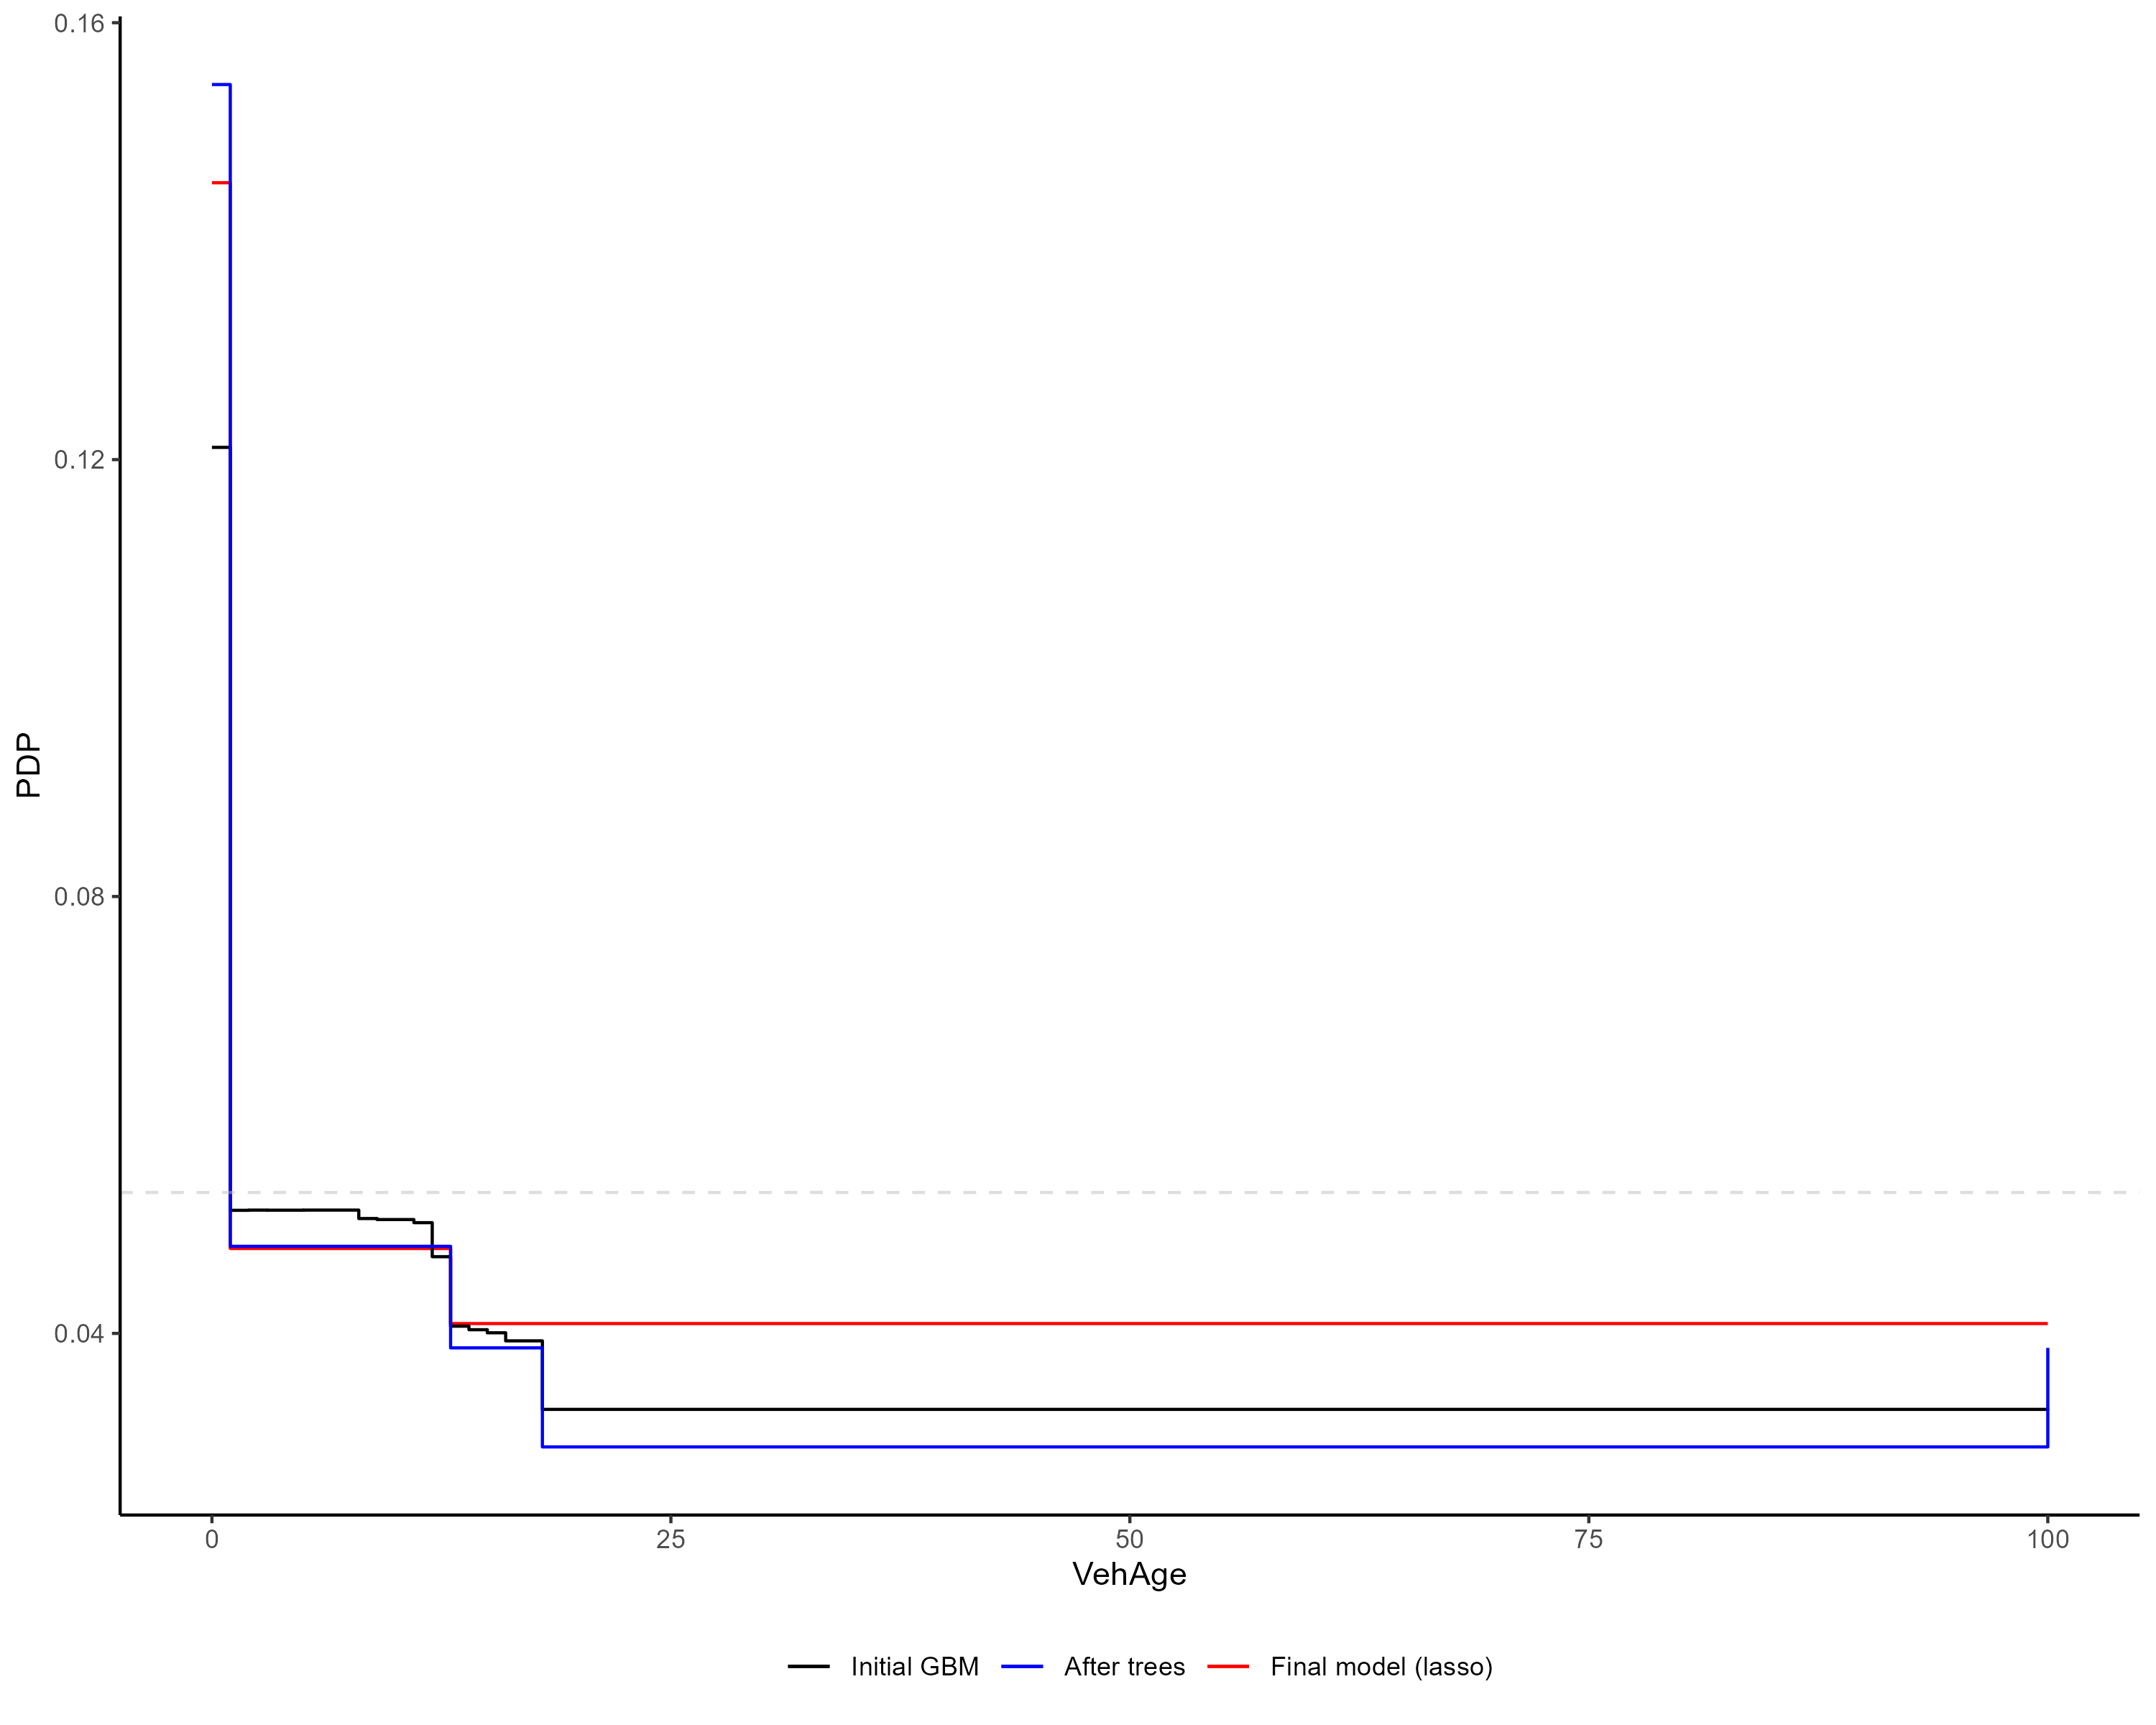 0.16
0.12
0.08
0.04
PDP
0 25 50 75 100
VehAge
Initial GBM After trees Final model (lasso)